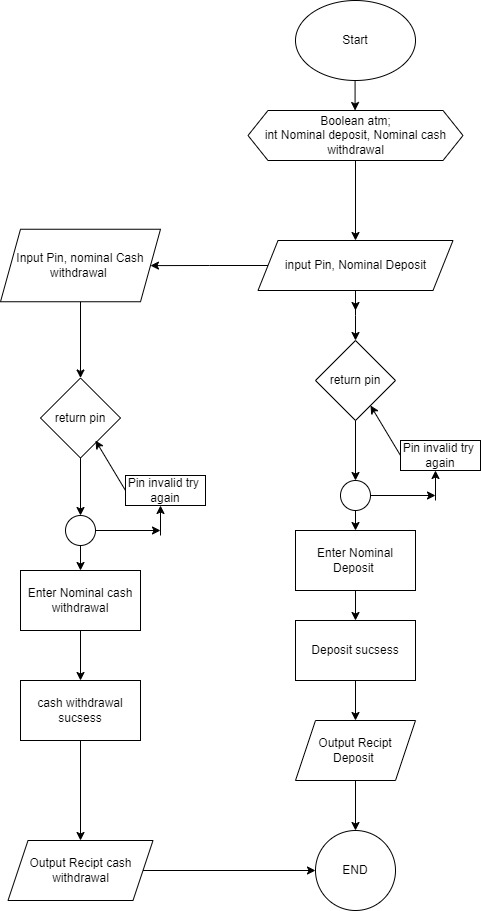 Start
Boolean atm;
int Nominal deposit, Nominal cash
withdrawal
Input Pin, nominal Cash
withdrawal
input Pin, Nominal Deposit
return pin
return pin
Pin invalid try
again
Pin invalid try
again
Enter Nominal
Deposit
Enter Nominal cash
withdrawal
Deposit sucsess
cash withdrawal
sucsess
Output Recipt
Deposit
Output Recipt cash
withdrawal
END